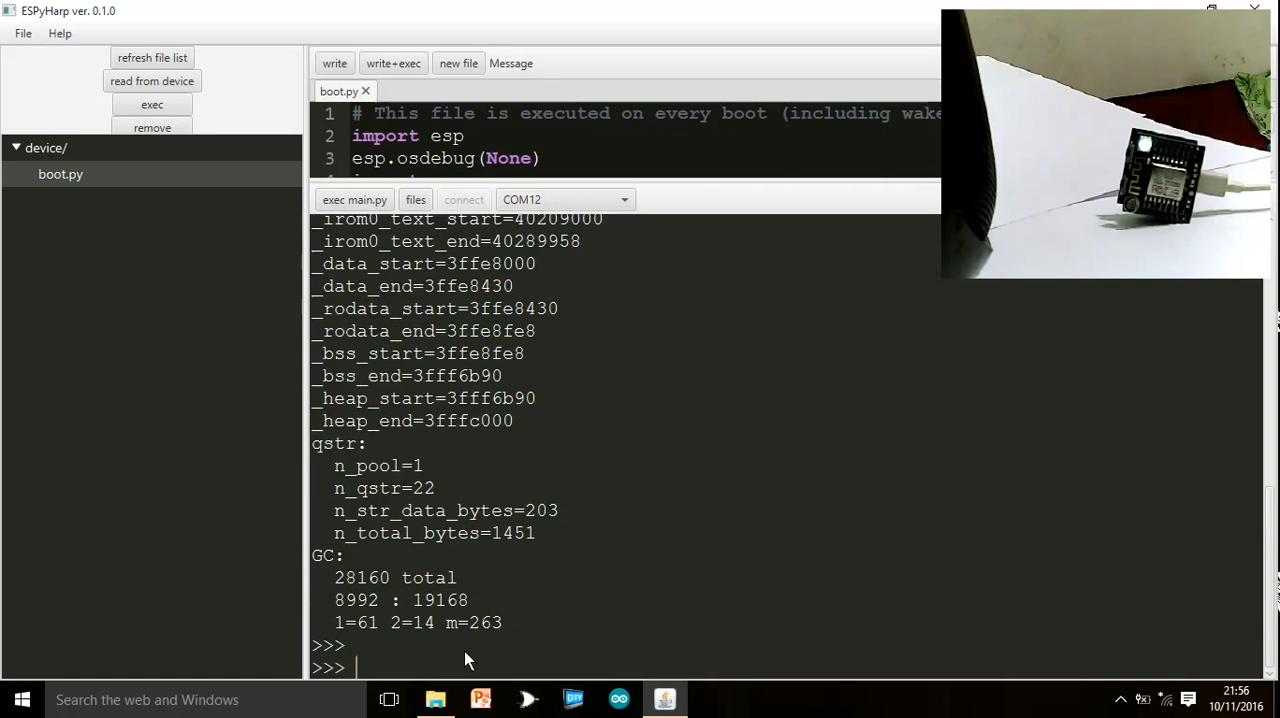 ESPyHarp ver. 0.1.0
File Help
refresh file list
read from device
exec
remove
device/
boot.py
write write+exec new file Message
boot.py
1 # This file is executed on every boot (including wake
2 import esp
3 esp.osdebug(None)
exec main.py files connect COM12
_irom0_text_start=40209000
_irom0_text_end=40289958
_data_start=3ffe8000
_data_end=3ffe8430
_rodata_start=3ffe8430
_rodata_end=3ffe8fe8
_bss_start=3ffe8fe8
_bss_end=3fff6b90
_heap_start=3fff6b90
_heap_end=3fffc000
qstr:
n_pool=1
n_qstr=22
n_str_data_bytes=203
n_total_bytes=1451
GC:
28160 total
8992 : 19168
1=61 2=14 m=263
>>>
>>>
Search the web and Windows
21:56
10/11/2016